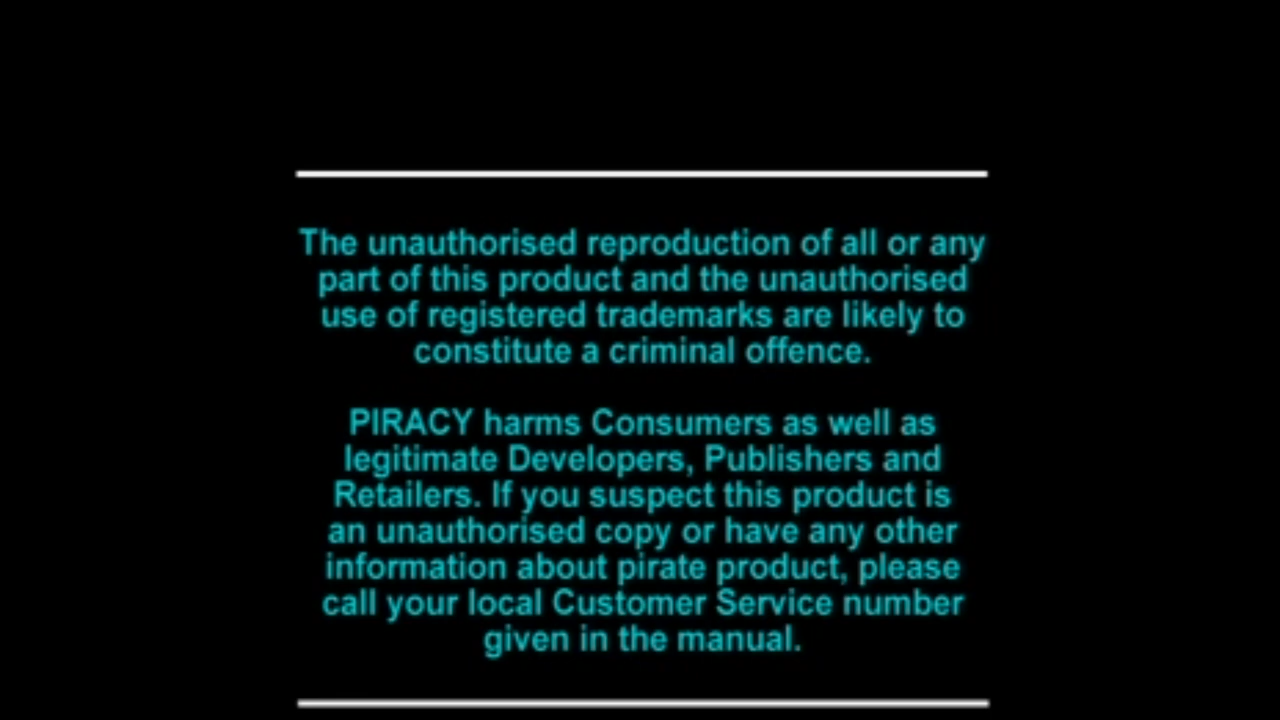 The unauthorised reproduction of all or any
part of this product and the unauthorised
use of registered trademarks are likely to
constitute a criminal offence.
PIRACY harms Consumers as well as
legitimate Developers, Publishers and
Retailers. If you suspect this product is
an unauthorised copy or have any other
information about pirate product, please
call your local Customer Service number
given in the manual.